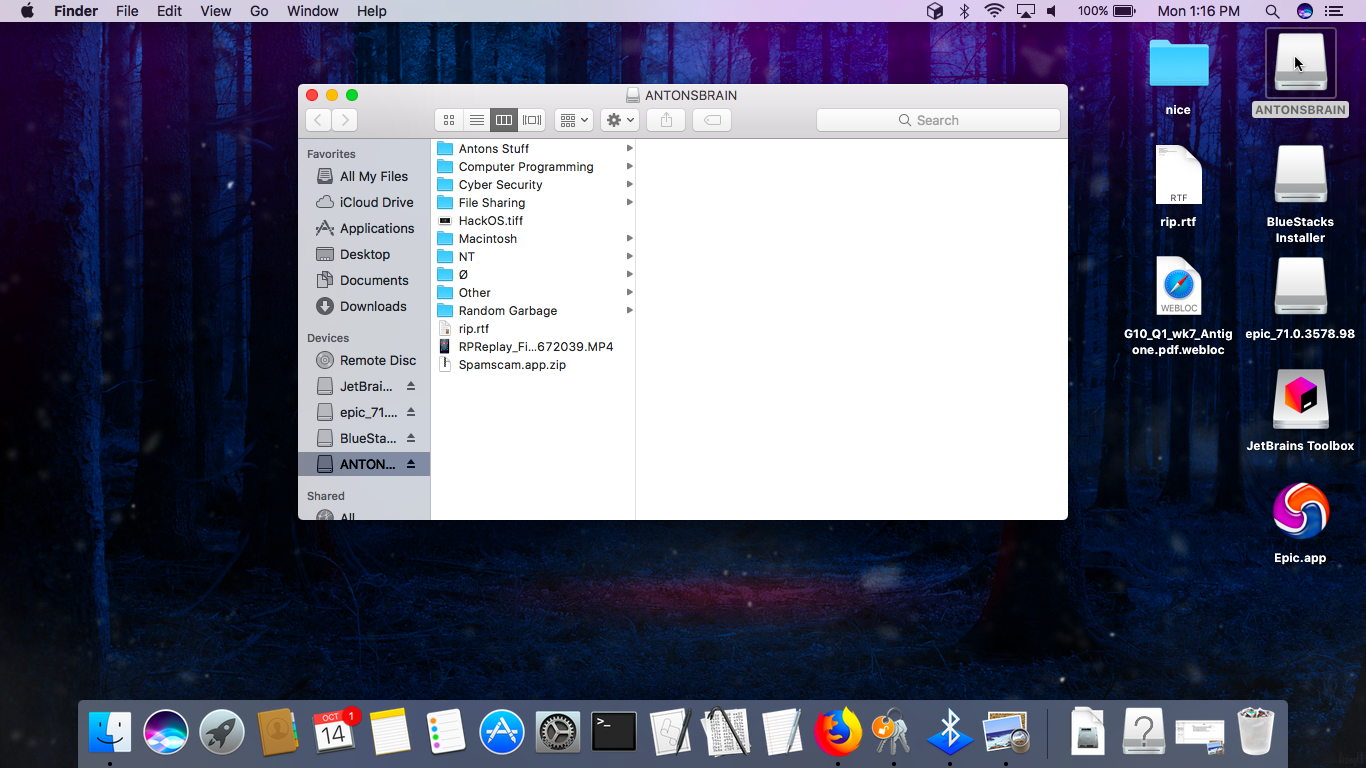 Finder File Edit View Go Window Help 100% Mon 1:16 PM
ANTONSBRAIN
Search
Favorites
All My Files
iCloud Drive
Applications
Desktop
Documents
Downloads
Devices
Remote Disc
JetBrai...
epic_71....
BlueSta...
ANTON...
Shared
All
Antons Stuff
Computer Programming
Cyber Security
File Sharing
HackOS.tiff
Macintosh
NT
Ø
Other
Random Garbage
rip.rtf
RPReplay_Fi...672039.MP4
Spamscam.app.zip
nice
ANTONSBRAIN
RTF
rip.rtf
BlueStacks
Installer
WEBLOC
G10_Q1_wk7_Antig
one.pdf.webloc
epic_71.0.3578.98
JetBrains Toolbox
Epic.app
OCT
14
1
>_
?